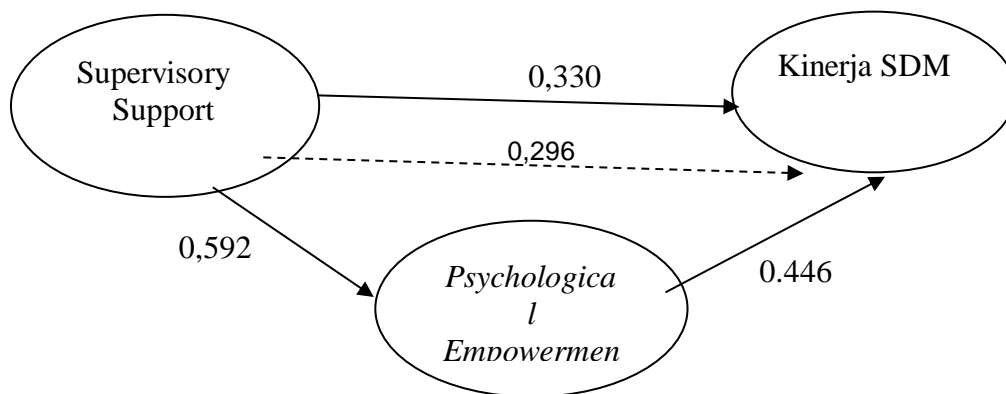 Supervisory
Support
0,330
Kinerja SDM
0,296
0,592
0.446
Psychologica
l
Empowermen